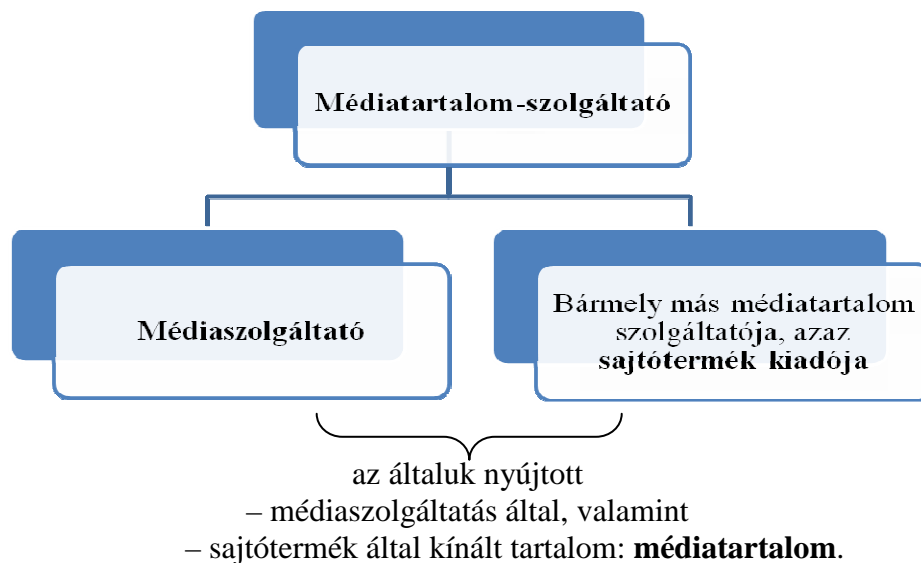 Médiatartalom-szolgáltató
Médiaszolgáltató
Bármely más médiatartalom
szolgáltatója, azaz
sajtótermék kiadója
az általuk nyújtott
– médiaszolgáltatás által, valamint
– sajtótermék által kínált tartalom: médiatartalom.